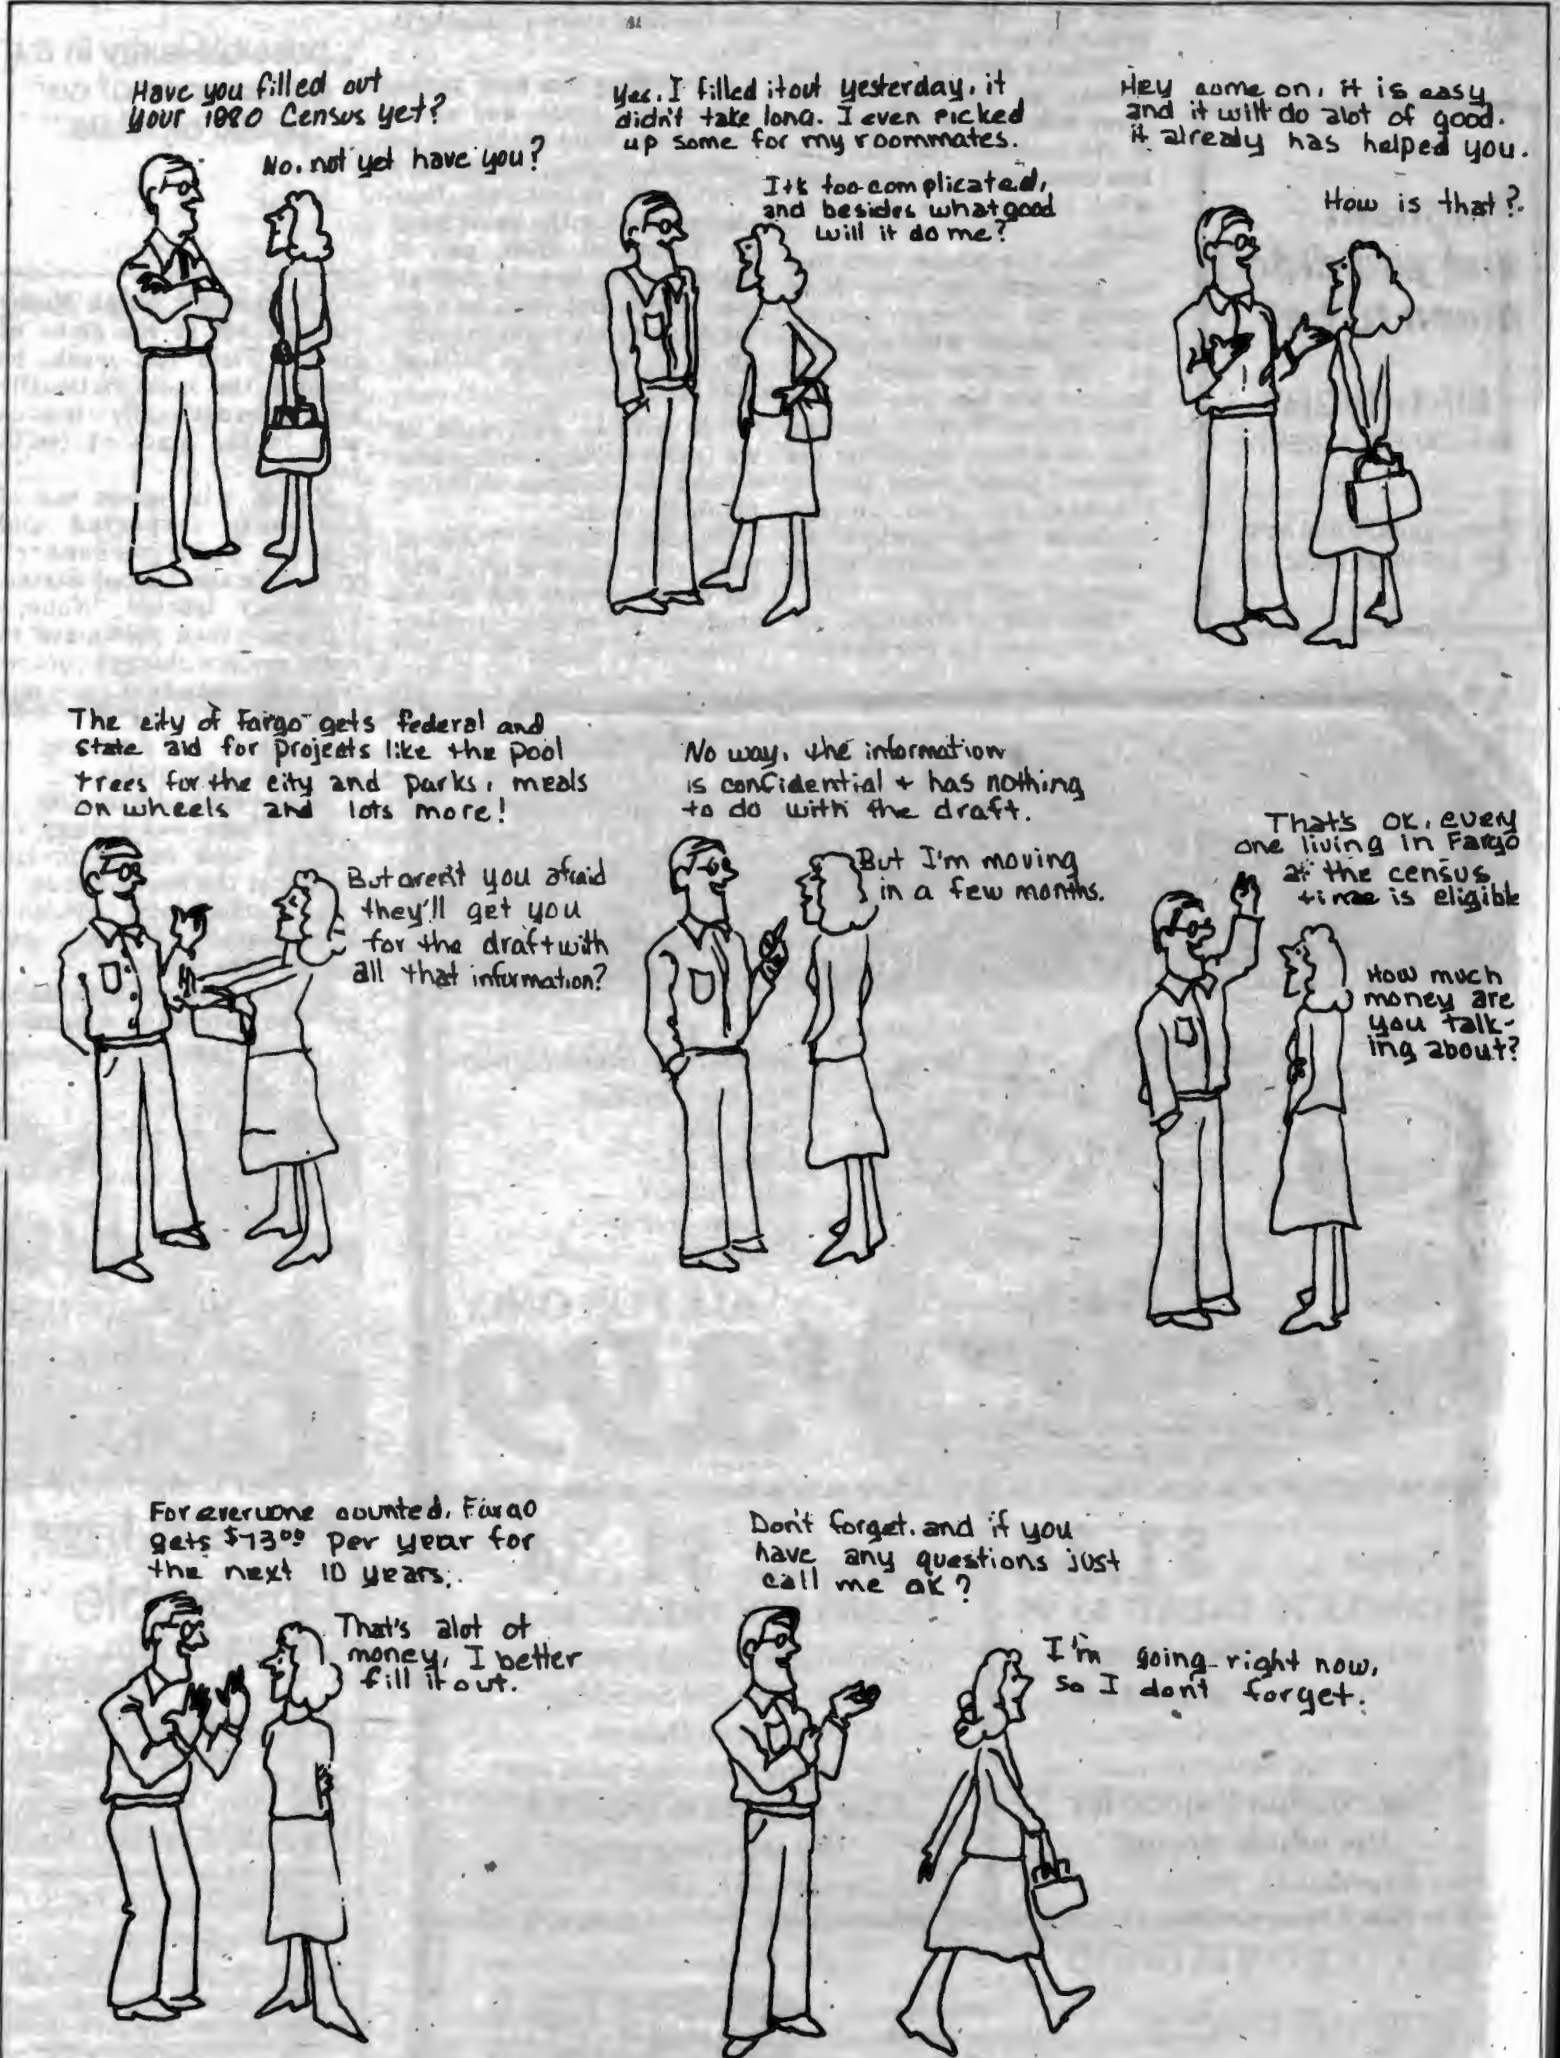 Have you filled out
your 1980 Census yet?
No, not yet have you?
Yes, I filled it out yesterday, it
didn't take long. I even picked
up some for my roommates.
It's too complicated,
and besides what good
will it do me?
Hey come on, it is easy
and it will do alot of good.
it already has helped you.
How is that?
The city of Fargo gets federal and
state aid for projects like the pool
trees for the city and parks, meals
on wheels and lots more!
But aren't you afraid
they'll get you
for the draft with
all that information?
No way, the information
is confidential + has nothing
to do with the draft.
But I'm moving
in a few months.
That's ok, every
one living in Fargo
at the census
time is eligible
How much
money are
you talk-
ing about?
For everyone counted, Fargo
gets $73.00 per year for
the next 10 years.
That's alot of
money, I better
fill it out.
Don't forget, and if you
have any questions just
call me ok?
I'm going right now,
so I dont forget.